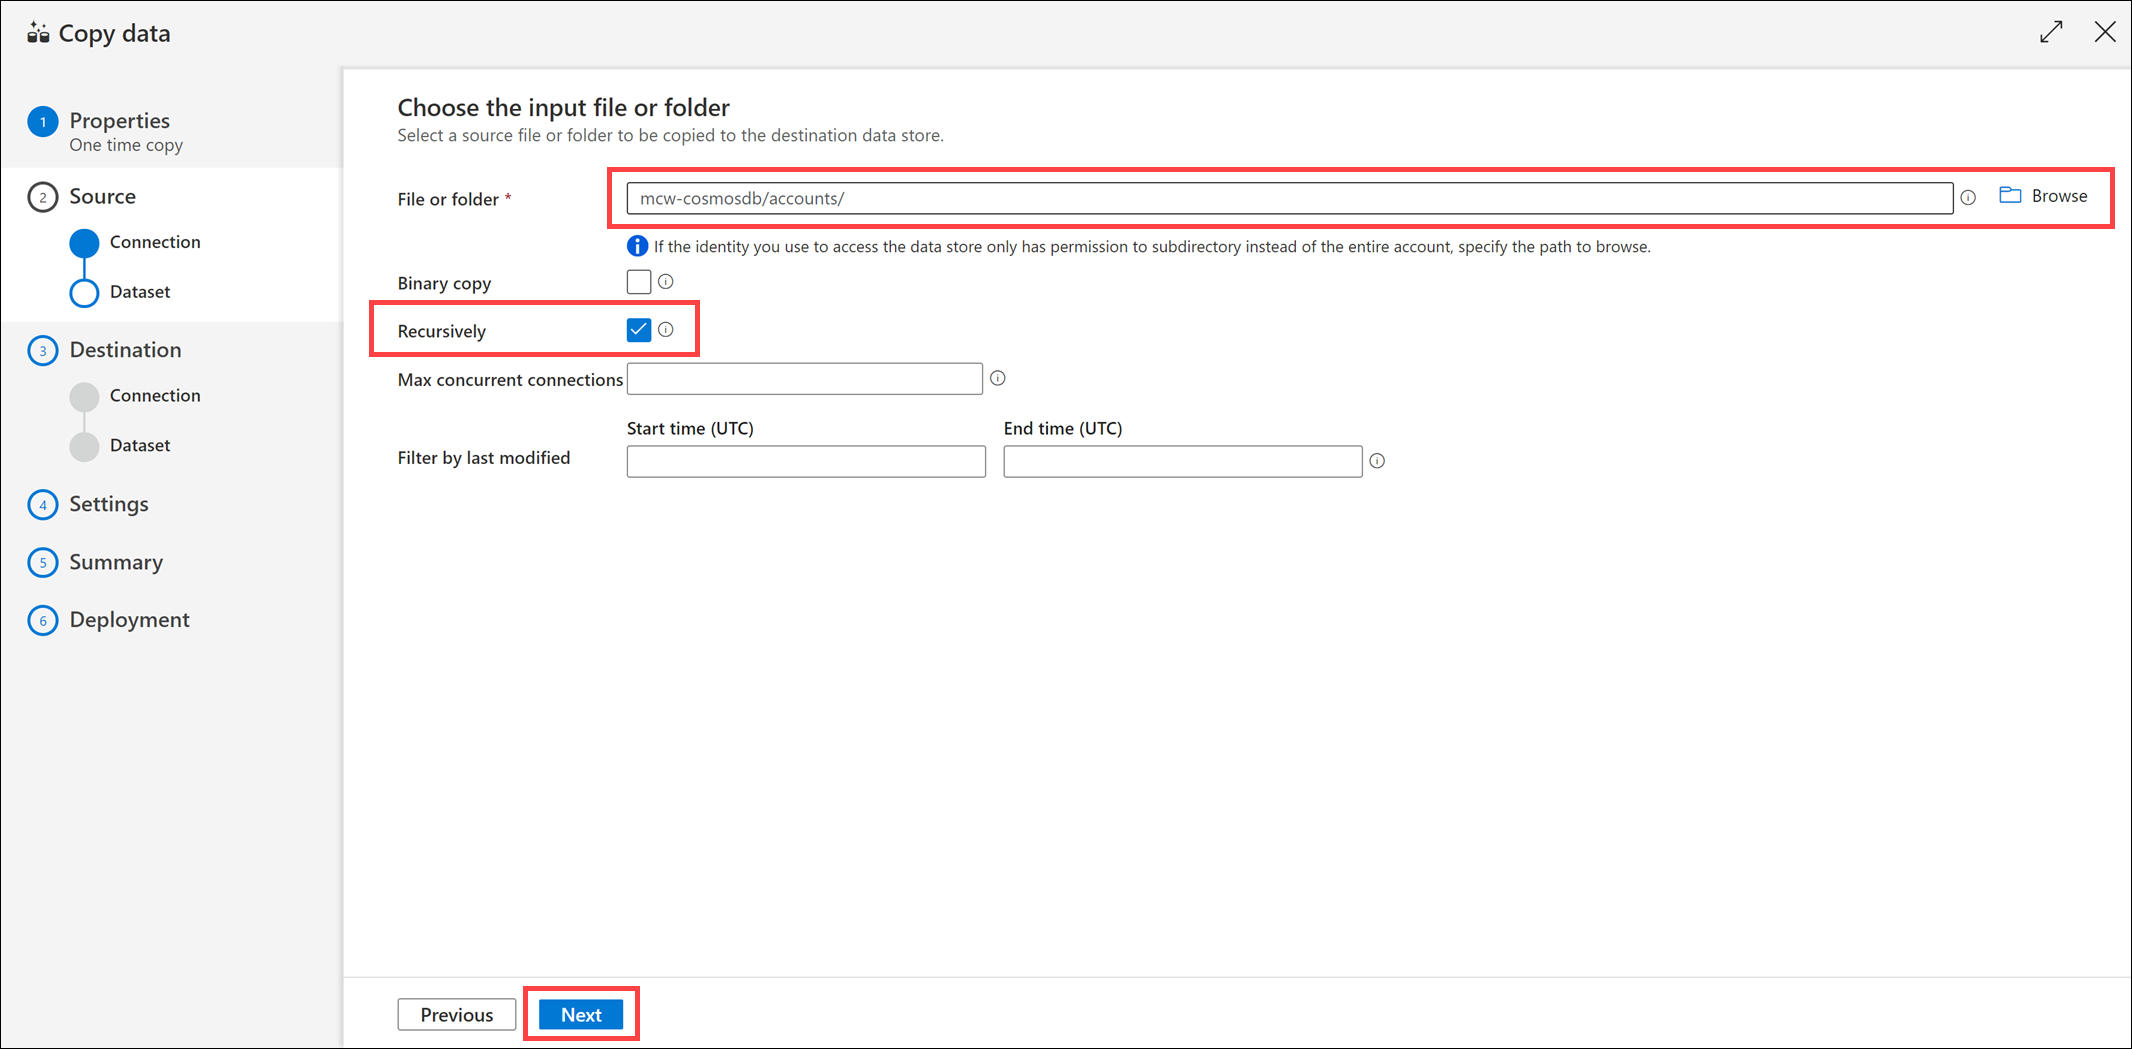 Copy data
1 Properties
One time copy
2 Source
Connection
Dataset
3 Destination
Connection
Dataset
4 Settings
5 Summary
6 Deployment
Choose the input file or folder
Select a source file or folder to be copied to the destination data store.
File or folder * mcw-cosmosdb/accounts/ Browse
If the identity you use to access the data store only has permission to subdirectory instead of the entire account, specify the path to browse.
Binary copy
Recursively
Max concurrent connections
Start time (UTC) End time (UTC)
Filter by last modified
Previous Next